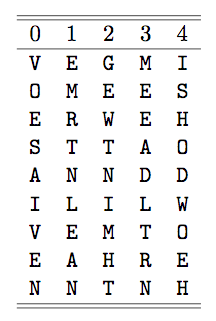 0 1 2 3 4
V E G M I
O M E E S
E R W E H
S T T A O
A N N D D
I L I L W
V E M T O
E A H R E
N N T N H